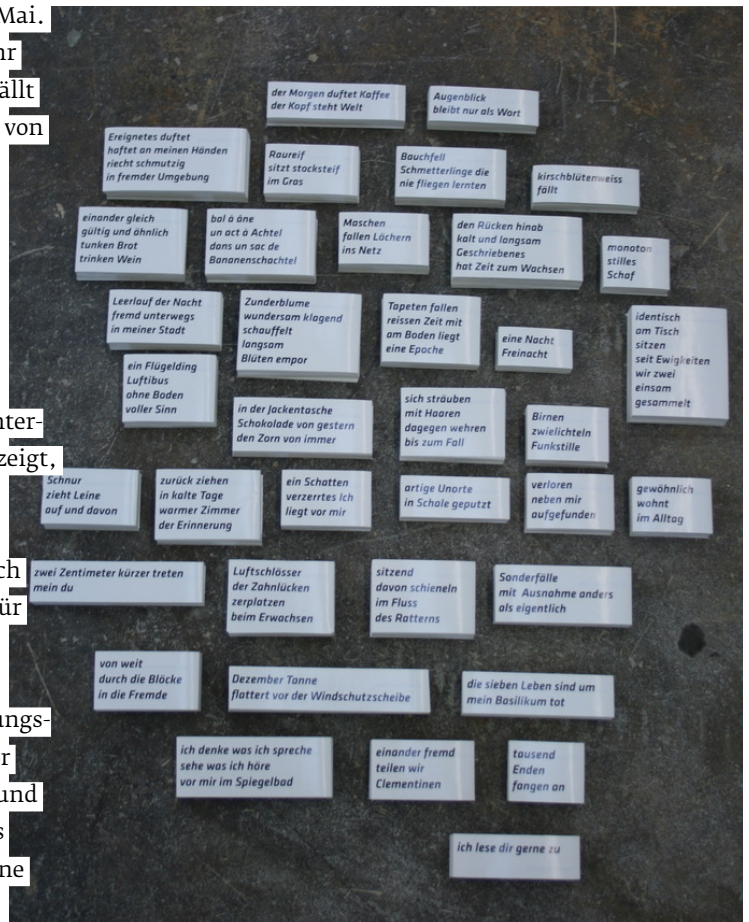 Mai.
hr
ällt
von
nter-
zeigt,
ch
ür
ungs-
r
und
s
ne
der Morgen duftet Kaffee
der Kopf steht Welt
Augenblick
bleibt nur als Wort
Ereignetes duftet
haftet an meinen Händen
riecht schmutzig
in fremder Umgebung
Raureif
sitzt stocksteif
im Gras
Bauchfell
Schmetterlinge die
nie fliegen lernten
kirschblütenweiss
fällt
einander gleich
gültig und ähnlich
tunken Brot
trinken Wein
bal à âne
un act à Achtel
dans un sac de
Bananenschachtel
Maschen
fallen Löchern
ins Netz
den Rücken hinab
kalt und langsam
Geschriebenes
hat Zeit zum Wachsen
monoton
stilles
Schaf
Leerlauf der Nacht
fremd unterwegs
in meiner Stadt
Zunderblume
wundersam klagend
schauffelt
langsam
Blüten empor
Tapeten fallen
reissen Zeit mit
am Boden liegt
eine Epoche
eine Nacht
Freinacht
identisch
am Tisch
sitzen
seit Ewigkeiten
wir zwei
einsam
gesammelt
ein Flügelding
Luftibus
ohne Boden
voller Sinn
in der Jackentasche
Schokolade von gestern
den Zorn von immer
sich sträuben
mit Haaren
dagegen wehren
bis zum Fall
Birnen
zwielichteln
Funkstille
Schnur
zieht Leine
auf und davon
zurück ziehen
in kalte Tage
warmer Zimmer
der Erinnerung
ein Schatten
verzerrtes Ich
liegt vor mir
artige Unorte
in Schale geputzt
verloren
neben mir
aufgefunden
gewöhnlich
wohnt
im Alltag
zwei Zentimeter kürzer treten
mein du
Luftschlösser
der Zahnlücken
zerplatzen
beim Erwachsen
sitzend
davon schieneln
im Fluss
des Ratterns
Sonderfälle
mit Ausnahme anders
als eigentlich
von weit
durch die Blöcke
in die Fremde
Dezember Tanne
flattert vor der Windschutzscheibe
die sieben Leben sind um
mein Basilikum tot
ich denke was ich spreche
sehe was ich höre
vor mir im Spiegelbad
einander fremd
teilen wir
Clementinen
tausend
Enden
fangen an
ich lese dir gerne zu